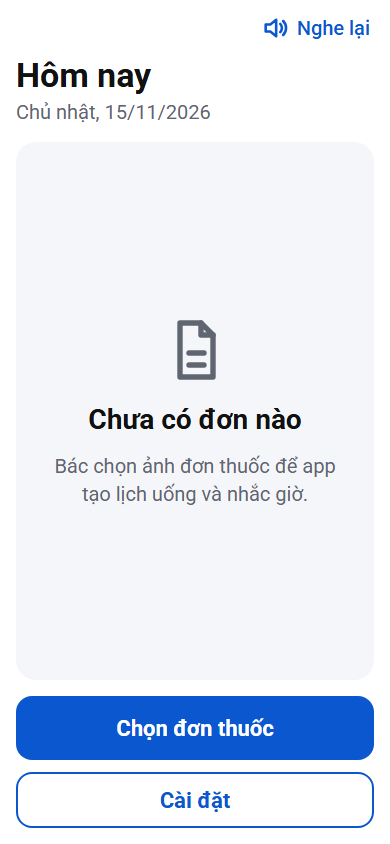 Nghe lại
Hôm nay
Chủ nhật, 15/11/2026
Chưa có đơn nào
Bác chọn ảnh đơn thuốc để app
tạo lịch uống và nhắc giờ.
Chọn đơn thuốc
Cài đặt